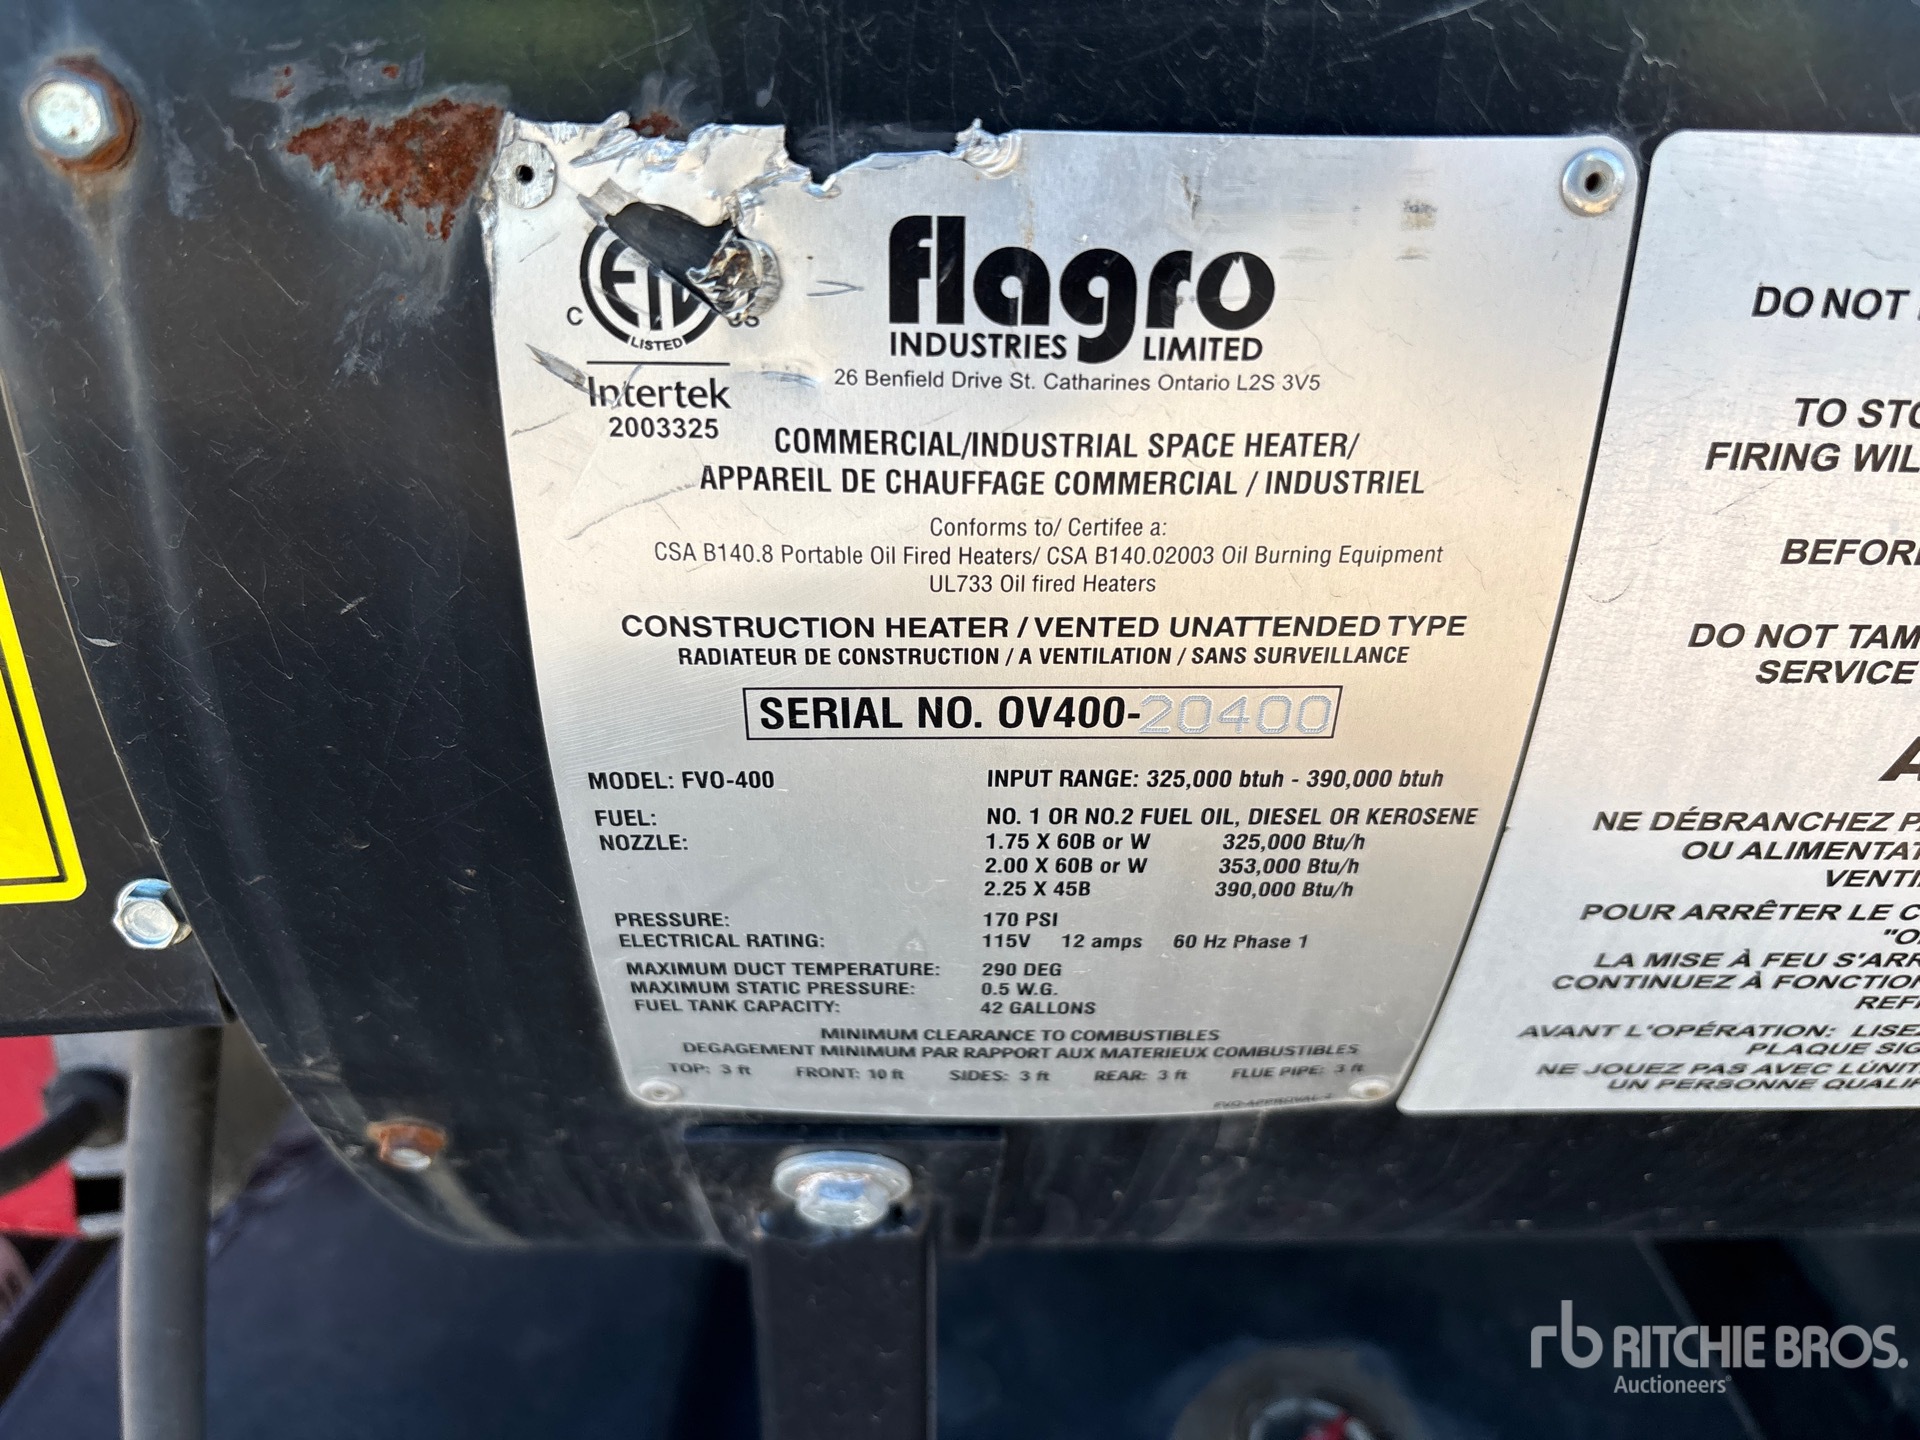 flagro
INDUSTRIES LIMITED
26 Benfield Drive St. Catharines Ontario L2S 3V5
C
LISTED
Intertek
2003325
COMMERCIAL/INDUSTRIAL SPACE HEATER/
APPAREIL DE CHAUFFAGE COMMERCIAL / INDUSTRIEL
Conforms to/ Certifee a:
CSA B140.8 Portable Oil Fired Heaters/ CSA B140.02003 Oil Burning Equipment
UL733 Oil fired Heaters
CONSTRUCTION HEATER / VENTED UNATTENDED TYPE
RADIATEUR DE CONSTRUCTION / A VENTILATION / SANS SURVEILLANCE
SERIAL NO. OV400-20400
MODEL: FVO-400 INPUT RANGE: 325,000 btuh - 390,000 btuh
FUEL: NO. 1 OR NO.2 FUEL OIL, DIESEL OR KEROSENE
NOZZLE: 1.75 X 60B or W 325,000 Btu/h
2.00 X 60B or W 353,000 Btu/h
2.25 X 45B 390,000 Btu/h
PRESSURE: 170 PSI
ELECTRICAL RATING: 115V 12 amps 60 Hz Phase 1
MAXIMUM DUCT TEMPERATURE: 290 DEG
MAXIMUM STATIC PRESSURE: 0.5 W.G.
FUEL TANK CAPACITY: 42 GALLONS
MINIMUM CLEARANCE TO COMBUSTIBLES
DEGAGEMENT MINIMUM PAR RAPPORT AUX MATERIEUX COMBUSTIBLES
TOP: 3 ft FRONT: 10 ft SIDES: 3 ft REAR: 3 ft FLUE PIPE: 3 ft
DO NOT
TO STO
FIRING WIL
BEFOR
DO NOT TAM
SERVICE
A
NE DÉBRANCHEZ P
OU ALIMENTAT
VENTI
POUR ARRÊTER LE C
"O
LA MISE À FEU S'ARR
CONTINUEZ À FONCTION
REF
AVANT L'OPÉRATION: LISEZ
PLAQUE SIG
NE JOUEZ PAS AVEC L'ÚNIT
UN PERSONNE QUALIF
rb RITCHIE BROS.
Auctioneers